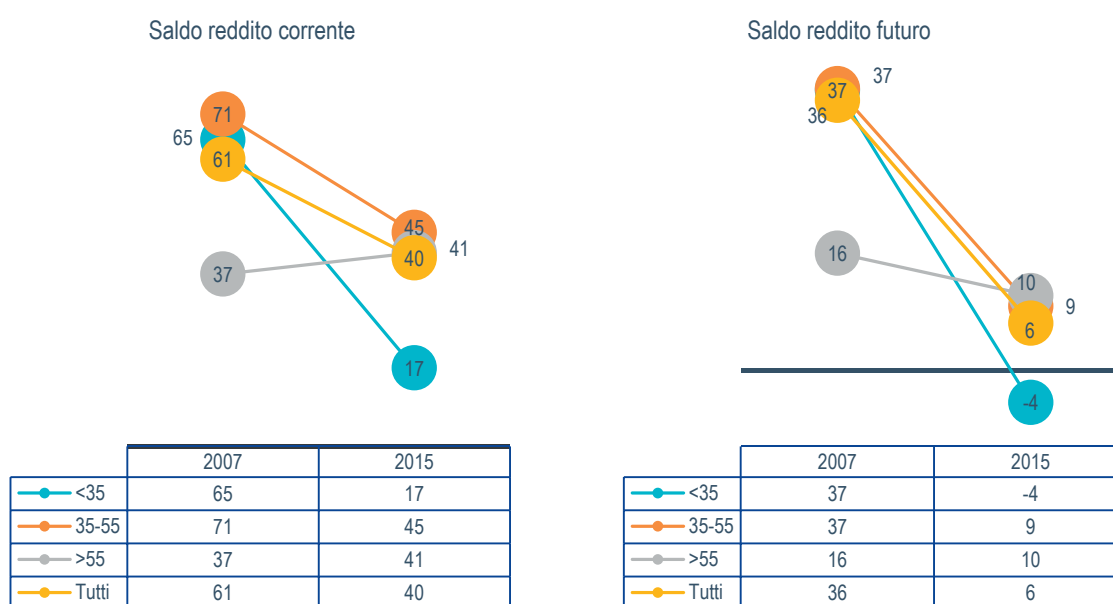 Saldo reddito corrente
71
65
61
37
45
41
40
17
2007 2015
<35 65 17
35-55 71 45
>55 37 41
Tutti 61 40
Saldo reddito futuro
37
37
36
16
10
9
6
-4
2007 2015
<35 37 -4
35-55 37 9
>55 16 10
Tutti 36 6